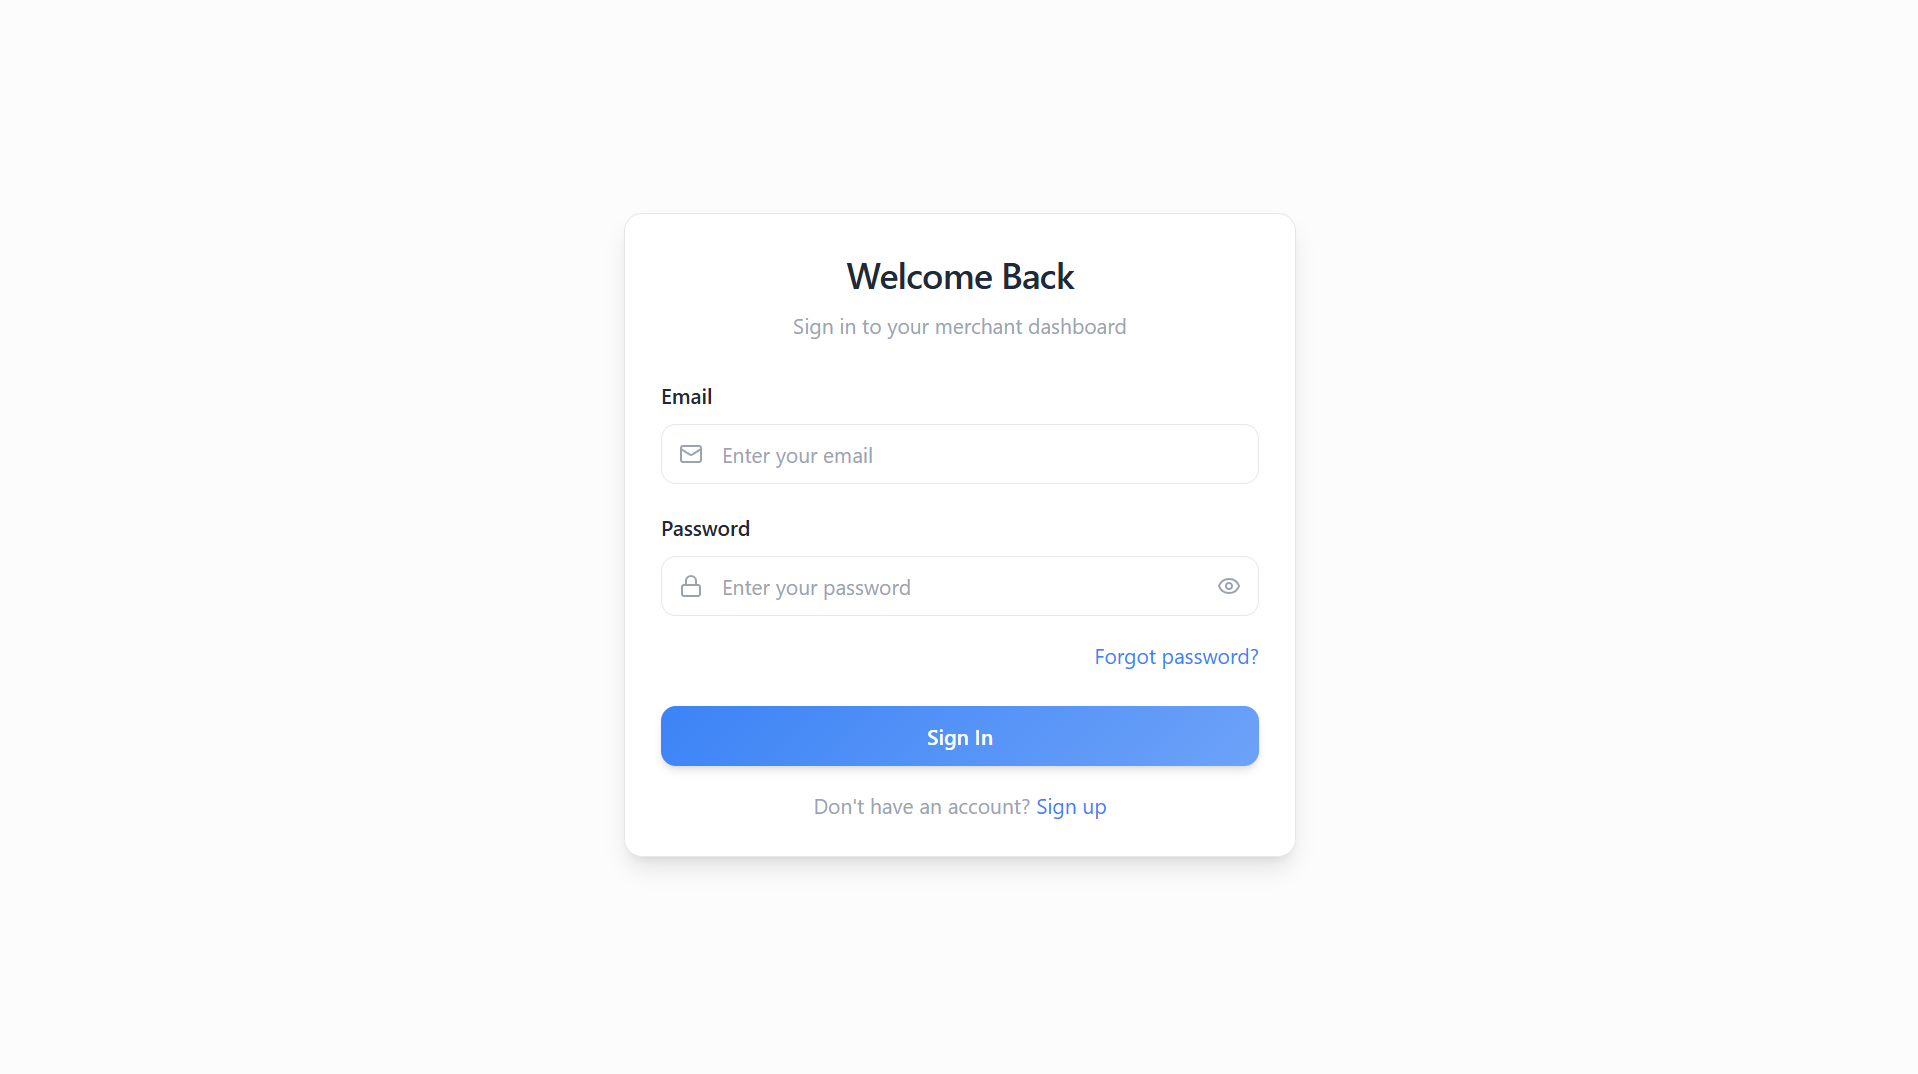 Welcome Back
Sign in to your merchant dashboard
Email
Enter your email
Password
Enter your password
Forgot password?
Sign In
Don't have an account? Sign up